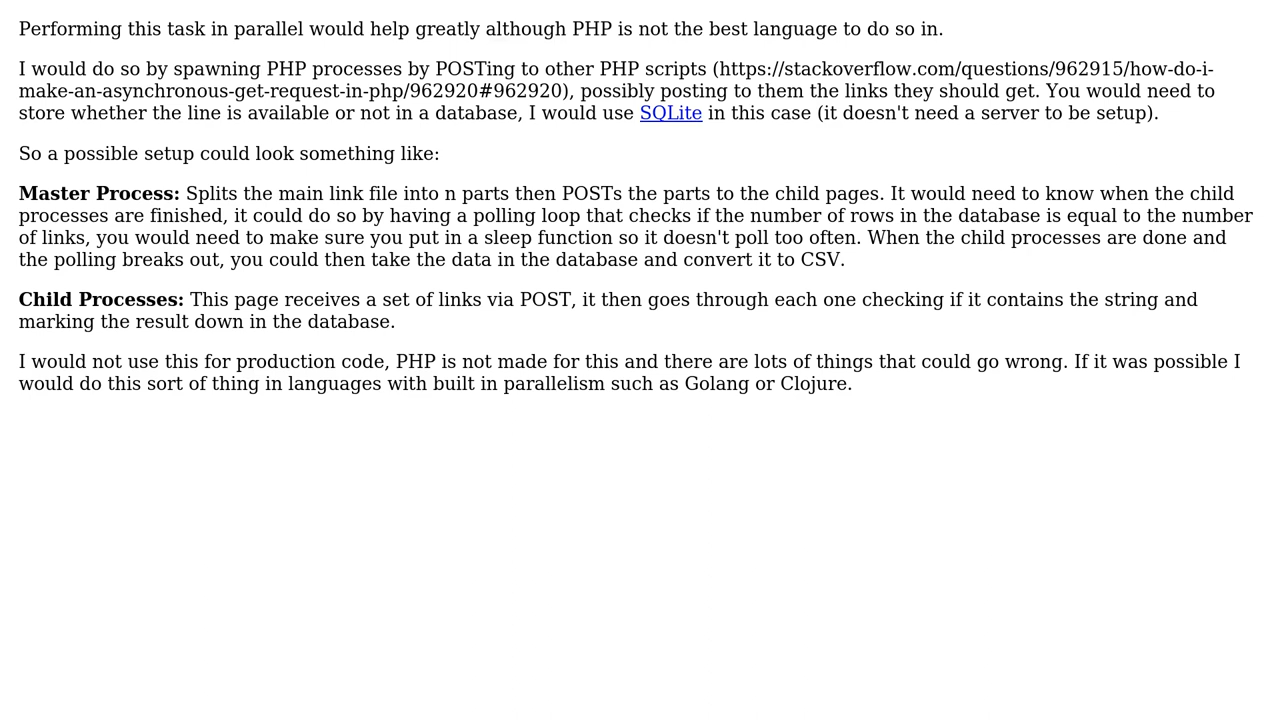 Performing this task in parallel would help greatly although PHP is not the best language to do so in.
I would do so by spawning PHP processes by POSTing to other PHP scripts (https://stackoverflow.com/questions/962915/how-do-i-
make-an-asynchronous-get-request-in-php/962920#962920), possibly posting to them the links they should get. You would need to
store whether the line is available or not in a database, I would use SQLite in this case (it doesn't need a server to be setup).
So a possible setup could look something like:
Master Process: Splits the main link file into n parts then POSTs the parts to the child pages. It would need to know when the child
processes are finished, it could do so by having a polling loop that checks if the number of rows in the database is equal to the number
of links, you would need to make sure you put in a sleep function so it doesn't poll too often. When the child processes are done and
the polling breaks out, you could then take the data in the database and convert it to CSV.
Child Processes: This page receives a set of links via POST, it then goes through each one checking if it contains the string and
marking the result down in the database.
I would not use this for production code, PHP is not made for this and there are lots of things that could go wrong. If it was possible I
would do this sort of thing in languages with built in parallelism such as Golang or Clojure.